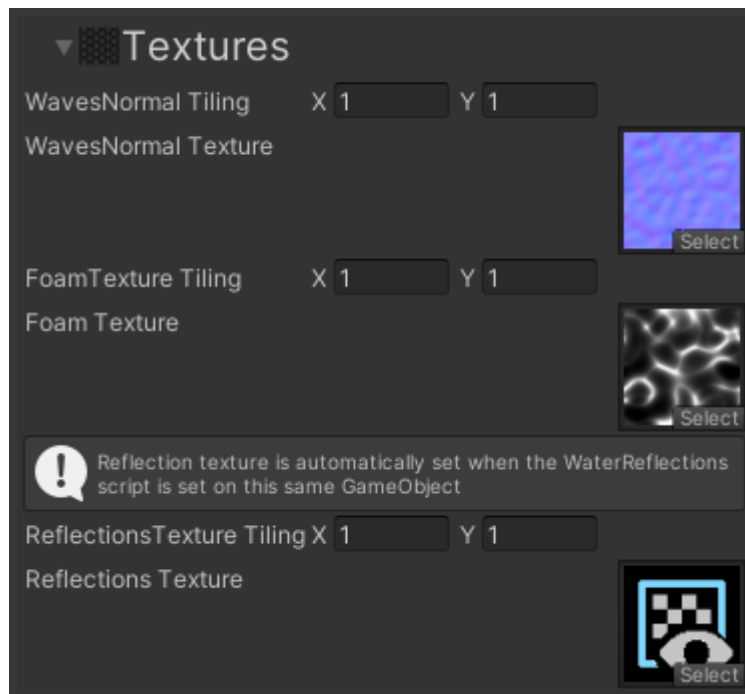 Textures
WavesNormal Tiling X 1 Y 1
WavesNormal Texture
Select
FoamTexture Tiling X 1 Y 1
Foam Texture
Select
Reflection texture is automatically set when the WaterReflections
script is set on this same GameObject
ReflectionsTexture Tiling X 1 Y 1
Reflections Texture
Select